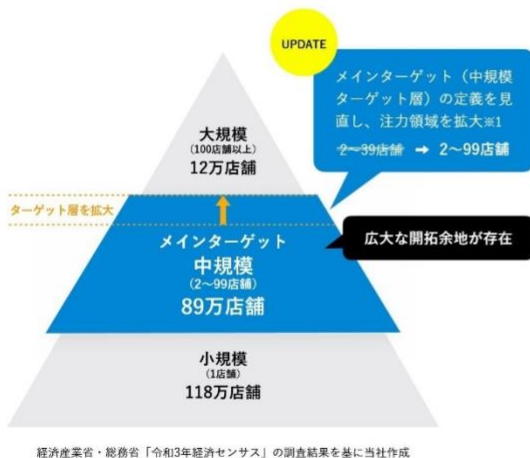 UPDATE
メインターゲット（中規模
ターゲット層）の定義を見
直し、注力領域を拡大※1
2〜39店舗 ➡ 2〜99店舗
大規模
（100店舗以上）
12万店舗
ターゲット層を拡大
メインターゲット
中規模
（2〜99店舗）
89万店舗
広大な開拓余地が存在
小規模
（1店舗）
118万店舗
経済産業省・総務省「令和3年経済センサス」の調査結果を基に当社作成